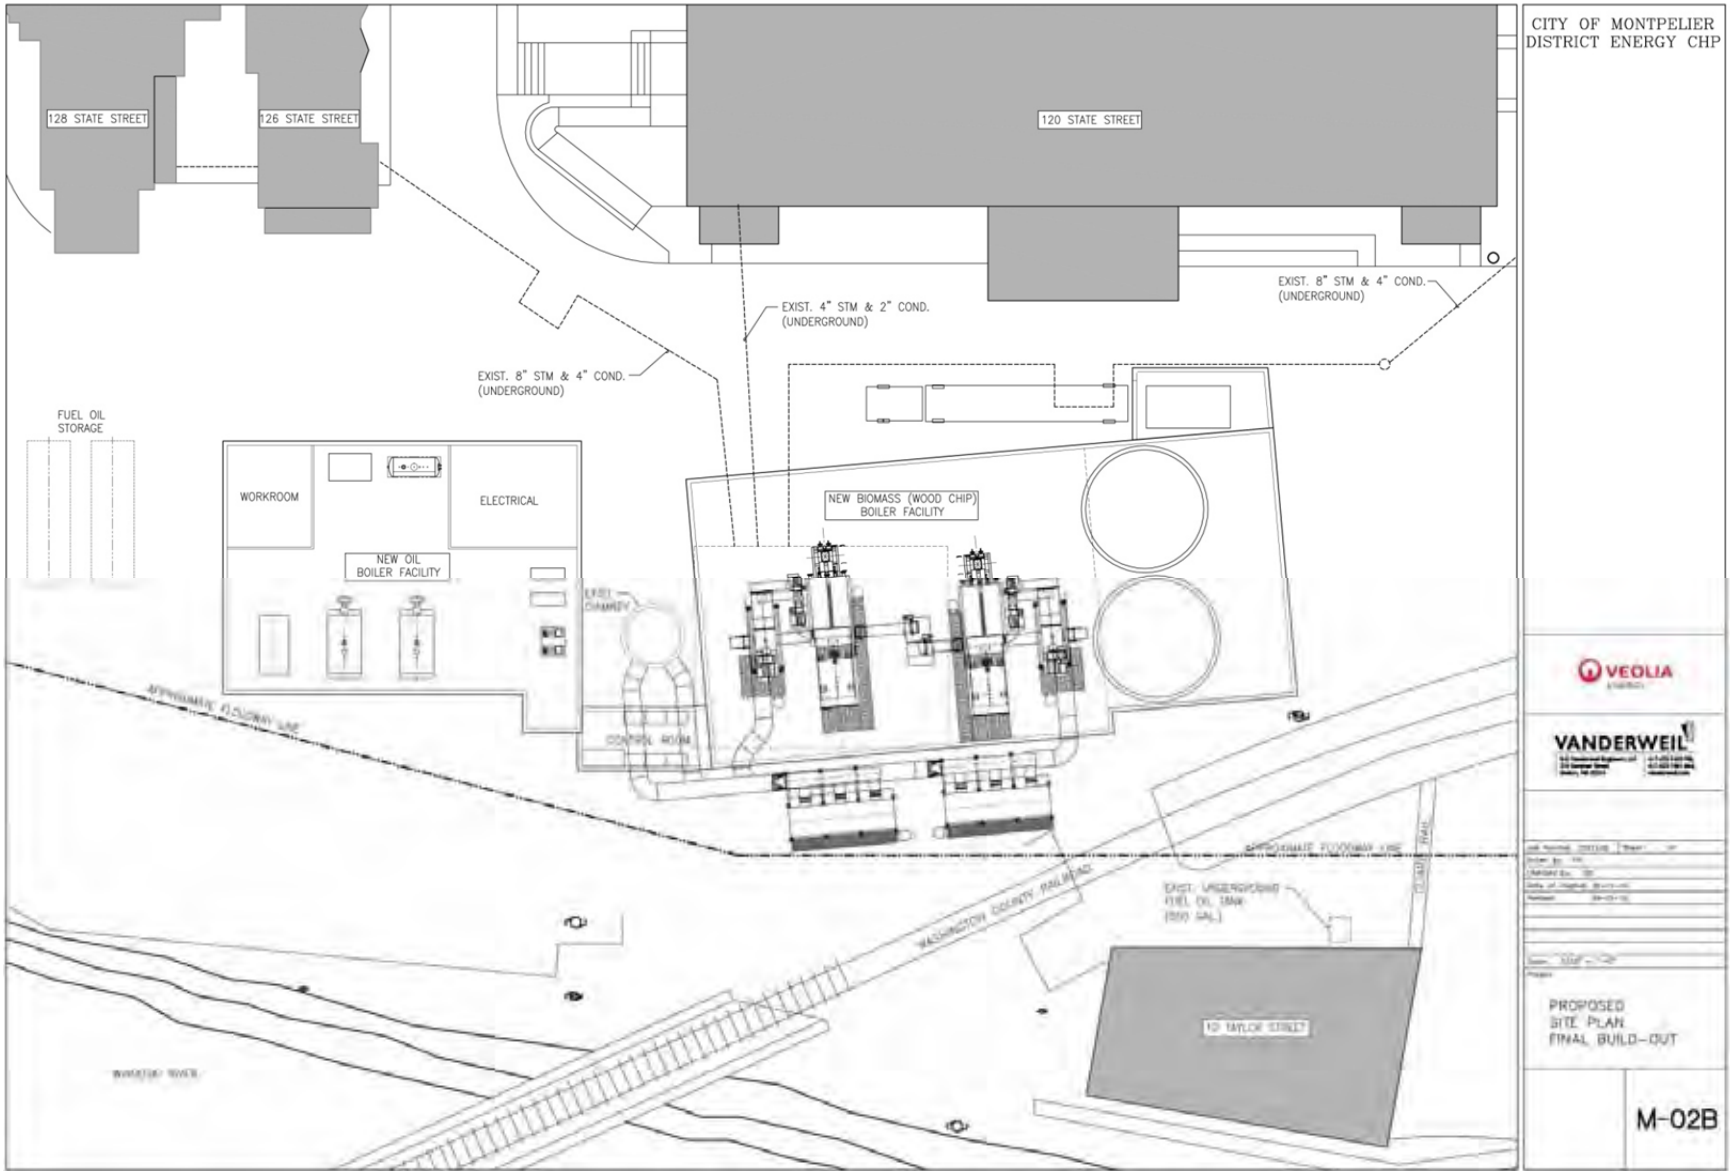 CITY OF MONTPELIER
DISTRICT ENERGY CHP
128 STATE STREET
126 STATE STREET
120 STATE STREET
EXIST. 8" STM & 4" COND.
(UNDERGROUND)
EXIST. 4" STM & 2" COND.
(UNDERGROUND)
EXIST. 8" STM & 4" COND.
(UNDERGROUND)
FUEL OIL
STORAGE
WORKROOM
ELECTRICAL
NEW BIOMASS (WOOD CHIP)
BOILER FACILITY
NEW OIL
BOILER FACILITY
EXIST.
CHIMNEY
APPROXIMATE FLOODWAY LINE
CONTROL ROOM
VEOLIA
ENERGY
VANDERWEIL
APPROXIMATE FLOODWAY LINE
WASHINGTON COUNTY RAILROAD
EXIST. UNDERGROUND
FUEL OIL TANK
10 TAYLOR STREET
RIVER
PROPOSED
SITE PLAN
FINAL BUILD-OUT
M-02B